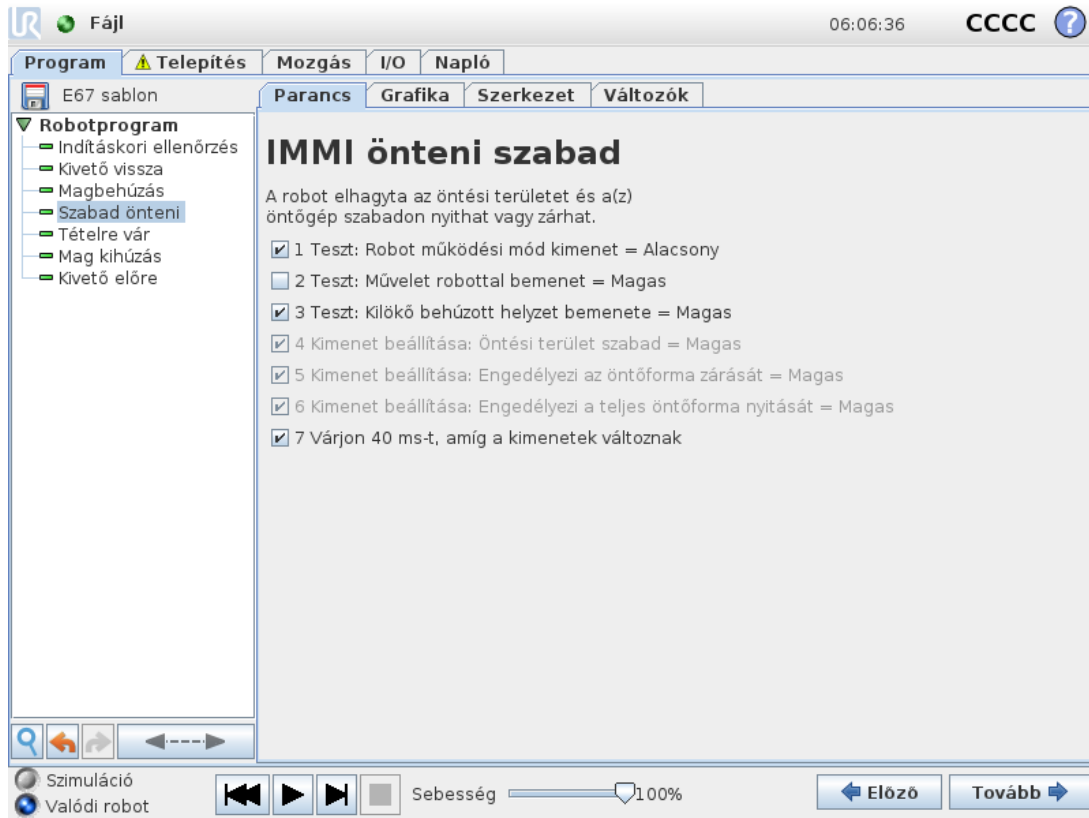 UR Fájl 06:06:36 CCCC ?
Program Telepítés Mozgás I/O Napló
E67 sablon
Parancs Grafika Szerkezet Változók
Robotprogram
Indításkori ellenőrzés
Kivető vissza
Magbehúzás
Szabad önteni
Tételre vár
Mag kihúzás
Kivető előre
IMMI önteni szabad
A robot elhagyta az öntési területet és a(z)
öntőgép szabadon nyithat vagy zárhat.
1 Teszt: Robot működési mód kimenet = Alacsony
2 Teszt: Művelet robottal bemenet = Magas
3 Teszt: Kilökő behúzott helyzet bemenete = Magas
4 Kimenet beállítása: Öntési terület szabad = Magas
5 Kimenet beállítása: Engedélyezi az öntőforma zárását = Magas
6 Kimenet beállítása: Engedélyezi a teljes öntőforma nyitását = Magas
7 Várjon 40 ms-t, amíg a kimenetek változnak
Szimuláció
Valódi robot
Sebesség 100%
Előző Tovább